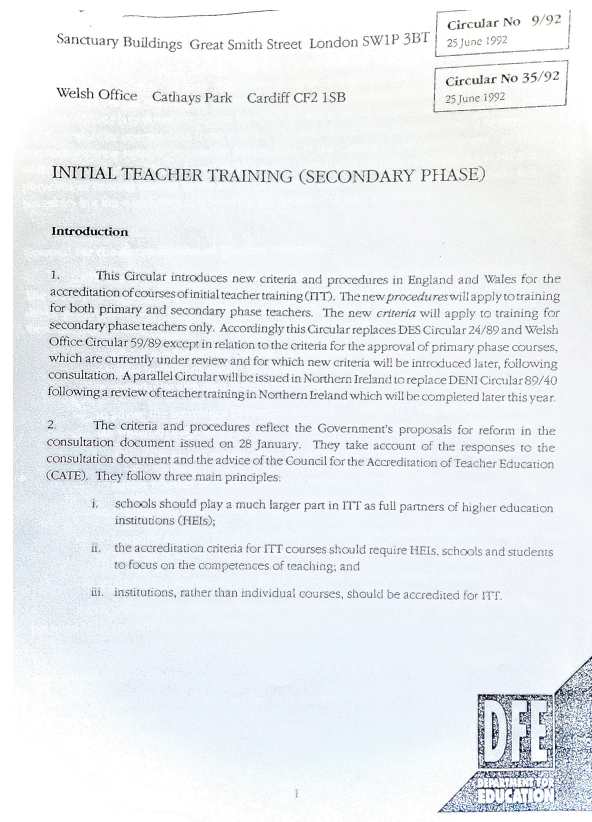 Sanctuary Buildings Great Smith Street London SW1P 3BT
Circular No 9/92
25 June 1992
Welsh Office Cathays Park Cardiff CF2 1SB
Circular No 35/92
25 June 1992
INITIAL TEACHER TRAINING (SECONDARY PHASE)
Introduction
1. This Circular introduces new criteria and procedures in England and Wales for the
accreditation of courses of initial teacher training (ITT). The new procedures will apply to training
for both primary and secondary phase teachers. The new criteria will apply to training for
secondary phase teachers only. Accordingly this Circular replaces DES Circular 24/89 and Welsh
Office Circular 59/89 except in relation to the criteria for the approval of primary phase courses,
which are currently under review and for which new criteria will be introduced later, following
consultation. A parallel Circular will be issued in Northern Ireland to replace DENI Circular 89/40
following a review of teacher training in Northern Ireland which will be completed later this year.
2. The criteria and procedures reflect the Government's proposals for reform in the
consultation document issued on 28 January. They take account of the responses to the
consultation document and the advice of the Council for the Accreditation of Teacher Education
(CATE). They follow three main principles:
i. schools should play a much larger part in ITT as full partners of higher education
institutions (HEIs);
ii. the accreditation criteria for ITT courses should require HEIs, schools and students
to focus on the competences of teaching; and
iii. institutions, rather than individual courses, should be accredited for ITT.
DFE
DEPARTMENT FOR
EDUCATION
1